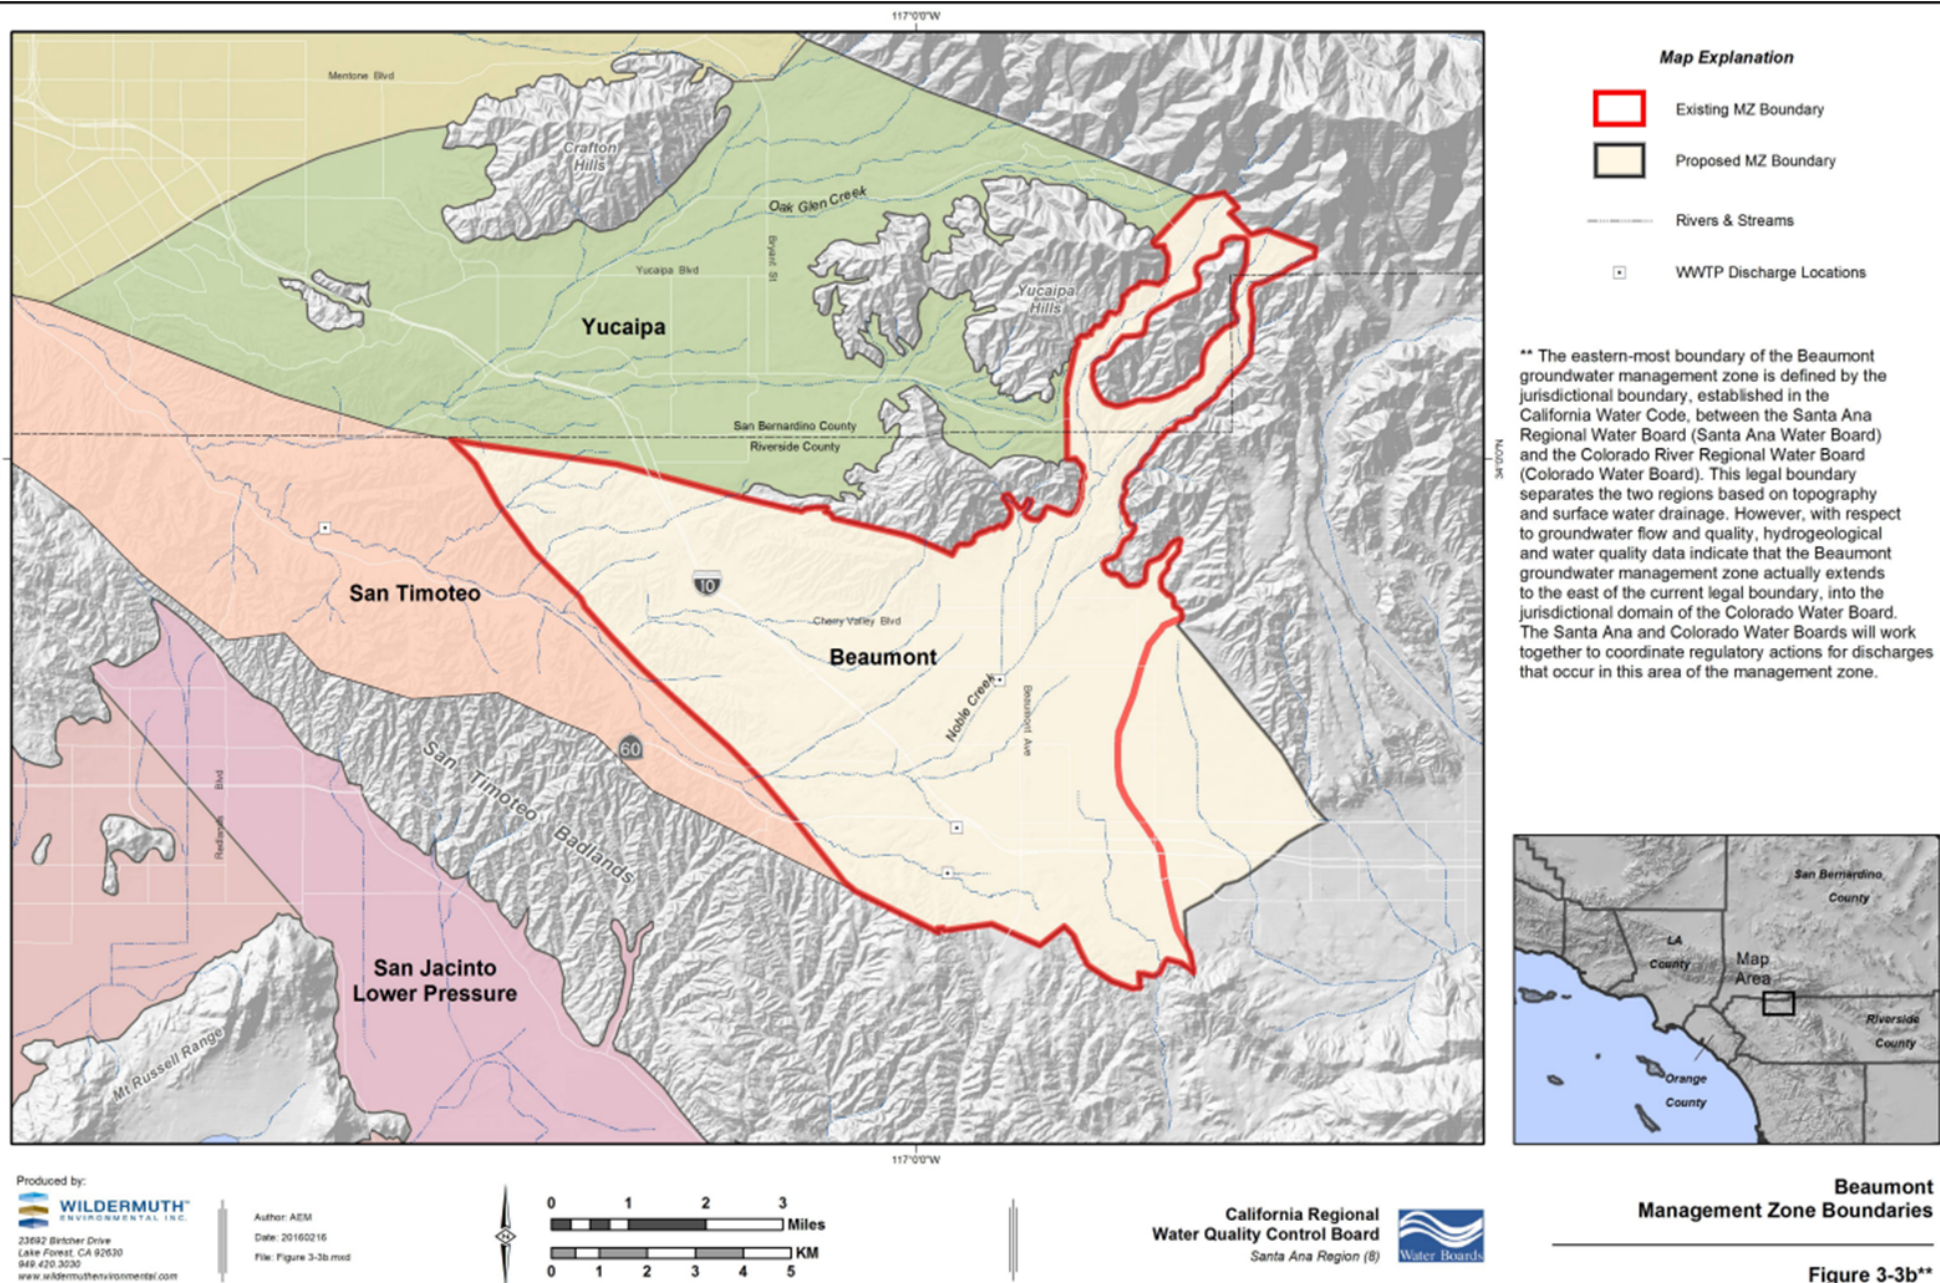 117°0'0"W
Mentone Blvd
Crafton
Hills
Oak Glen Creek
Bryant St
Yucaipa Blvd
Yucaipa
Hills
Yucaipa
San Bernardino County
Riverside County
San Timoteo
10
Cherry Valley Blvd
Beaumont
Noble Creek
Beaumont Ave
60
San Timoteo Badlands
Redlands Blvd
San Jacinto
Lower Pressure
Mt Russell Range
117°0'0"W
Map Explanation
Existing MZ Boundary
Proposed MZ Boundary
Rivers & Streams
WWTP Discharge Locations
** The eastern-most boundary of the Beaumont
groundwater management zone is defined by the
jurisdictional boundary, established in the
California Water Code, between the Santa Ana
Regional Water Board (Santa Ana Water Board)
and the Colorado River Regional Water Board
(Colorado Water Board). This legal boundary
separates the two regions based on topography
and surface water drainage. However, with respect
to groundwater flow and quality, hydrogeological
and water quality data indicate that the Beaumont
groundwater management zone actually extends
to the east of the current legal boundary, into the
jurisdictional domain of the Colorado Water Board.
The Santa Ana and Colorado Water Boards will work
together to coordinate regulatory actions for discharges
that occur in this area of the management zone.
San Bernardino
County
LA
County
Map
Area
Riverside
County
Orange
County
Produced by:
WILDERMUTH™
ENVIRONMENTAL INC.
23692 Birtcher Drive
Lake Forest, CA 92630
949.420.3030
www.wildermuthenvironmental.com
Author: AEM
Date: 20160216
File: Figure 3-3b.mxd
N
0 1 2 3
Miles
KM
0 1 2 3 4 5
California Regional
Water Quality Control Board
Santa Ana Region (8)
Water Boards
Beaumont
Management Zone Boundaries
Figure 3-3b**